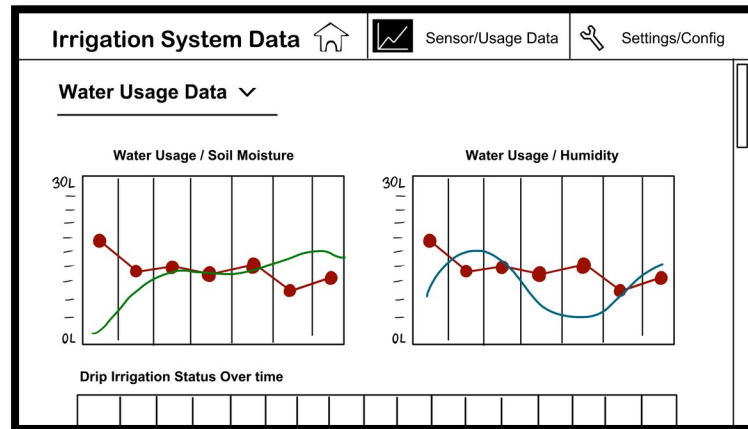 Irrigation System Data
Sensor/Usage Data
Settings/Config
Water Usage Data
Water Usage / Soil Moisture
Water Usage / Humidity
30L
30L
0L
0L
Drip Irrigation Status Over time